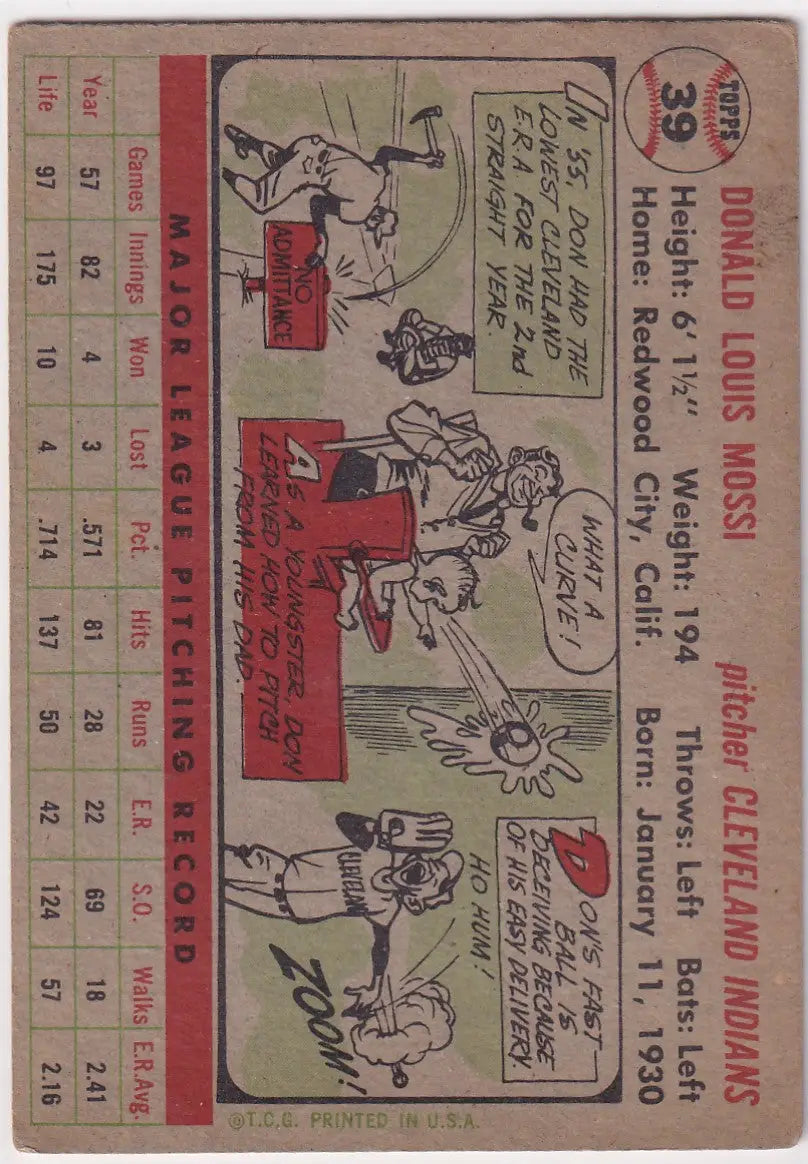 TOPPS
39
DONALD LOUIS MOSSI pitcher CLEVELAND INDIANS
Height: 6' 1½" Weight: 194 Throws: Left Bats: Left
Home: Redwood City, Calif. Born: January 11, 1930
IN '55, DON HAD THE
LOWEST CLEVELAND
E.R.A FOR THE 2nd
STRAIGHT YEAR.
NO
ADMITTANCE
WHAT A
CURVE!
AS A YOUNGSTER, DON
LEARNED HOW TO PITCH
FROM HIS DAD.
DON'S FAST
BALL IS
DECEIVING BECAUSE
OF HIS EASY DELIVERY.
HO HUM!
CLEVELAND
ZOOM!
©T.C.G. PRINTED IN U.S.A.
MAJOR LEAGUE PITCHING RECORD
Games Innings Won Lost Pct. Hits Runs E.R. S.O. Walks E.R.Avg.
Year 57 82 4 3 .571 81 28 22 69 18 2.41
Life 97 175 10 4 .714 137 50 42 124 57 2.16